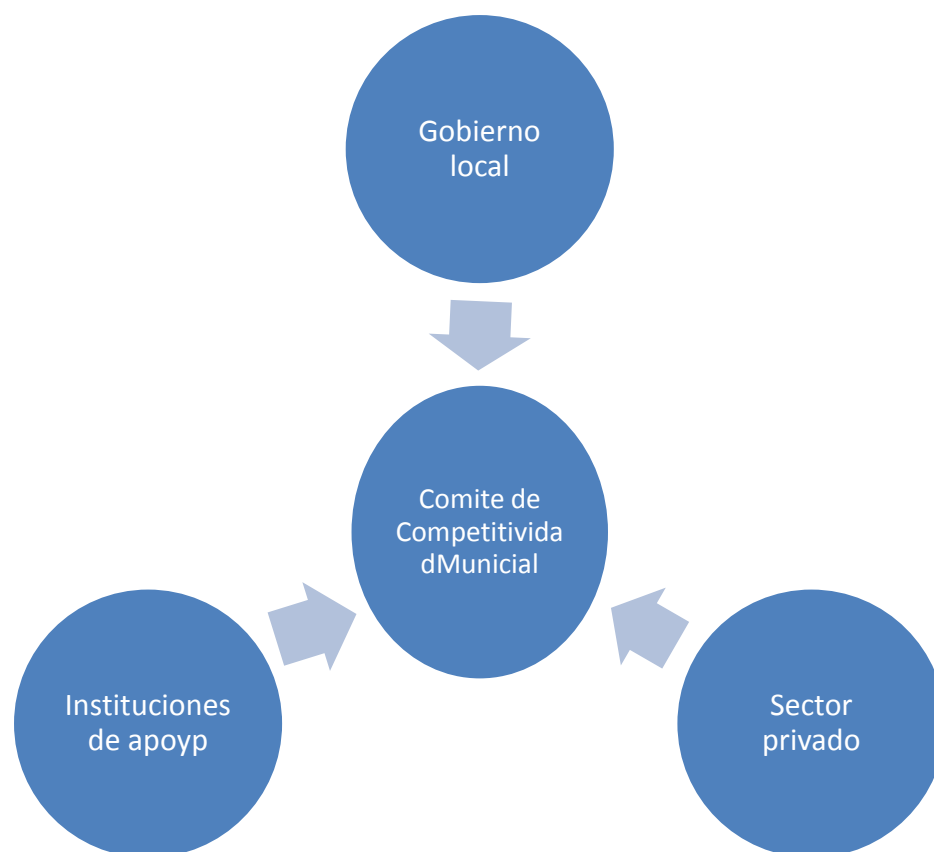 Gobierno
local
Comite de
Competitivida
dMunicial
Instituciones
de apoyp
Sector
privado